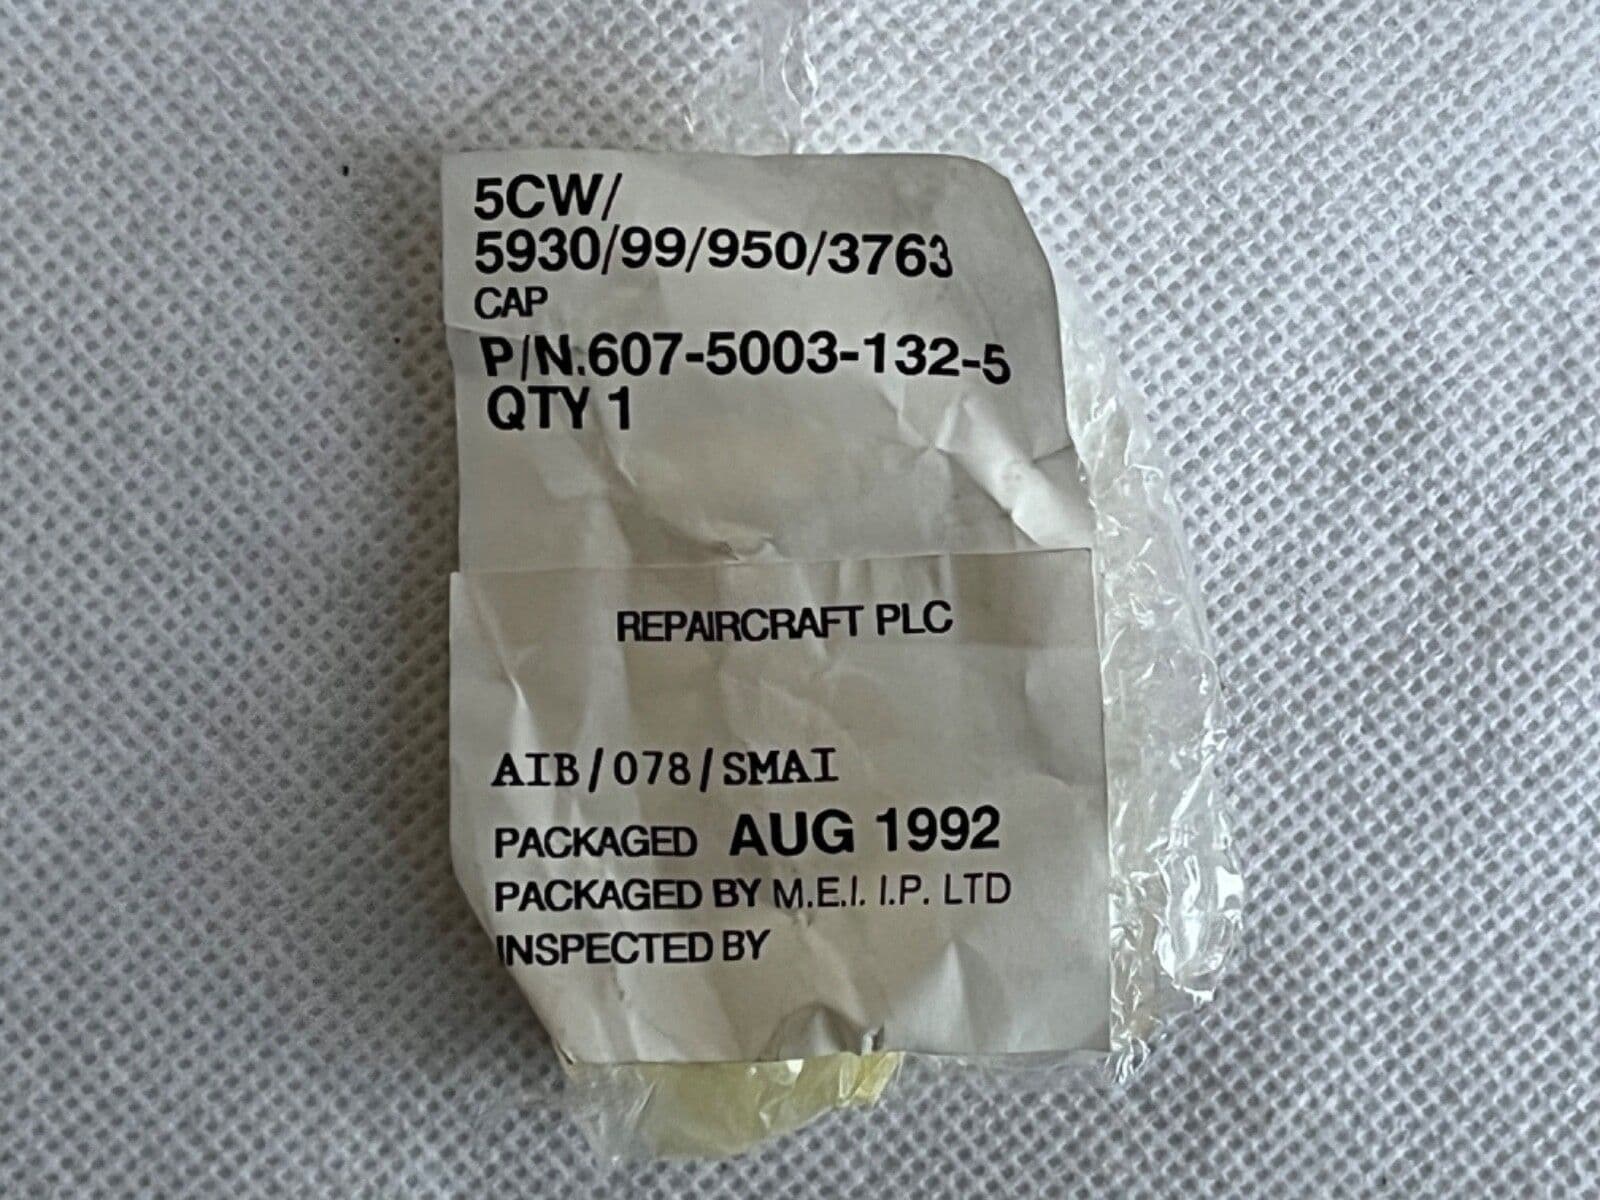 5CW/
5930/99/950/3763
CAP
P/N.607-5003-132-5
QTY 1
REPAIRCRAFT PLC
AIB/078/SMAI
PACKAGED AUG 1992
PACKAGED BY M.E.I. I.P. LTD
INSPECTED BY